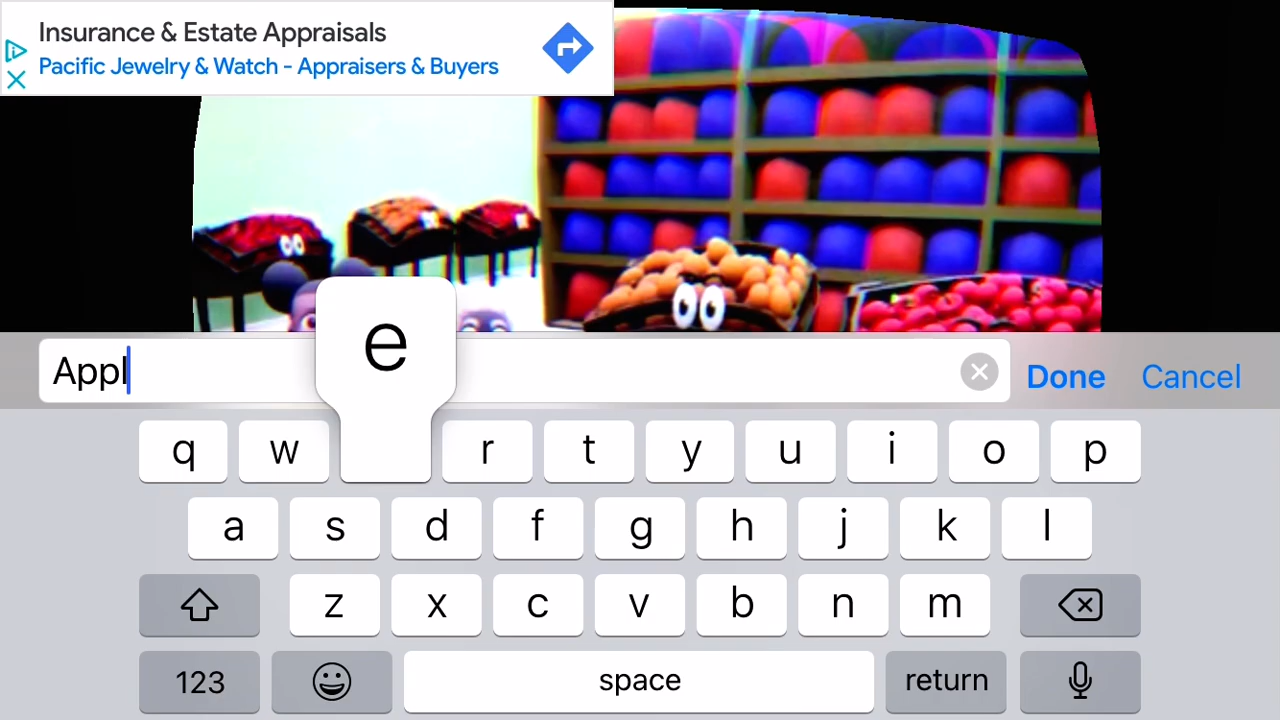 Insurance & Estate Appraisals
Pacific Jewelry & Watch - Appraisers & Buyers
Appl
Done
Cancel
e
q w r t y u i o p
a s d f g h j k l
z x c v b n m
123 space return